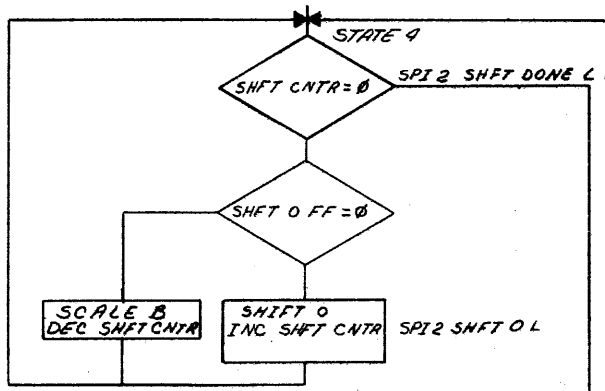 STATE 4
SHFT CNTR = Ø
SPI 2 SHFT DONE L
SHFT O FF = Ø
SCALE B
DEC SHFT CNTR
SHIFT O
INC SHFT CNTR
SPI 2 SHFT O L